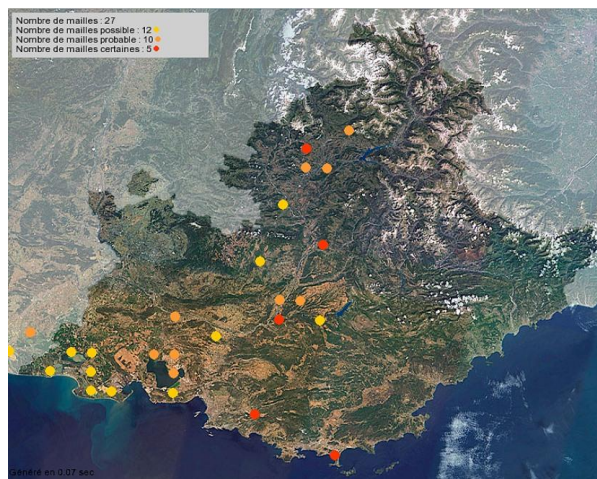 Nombre de mailles : 27
Nombre de mailles possible : 12
Nombre de mailles probable : 10
Nombre de mailles certaines : 5
Généré en 0.07 sec